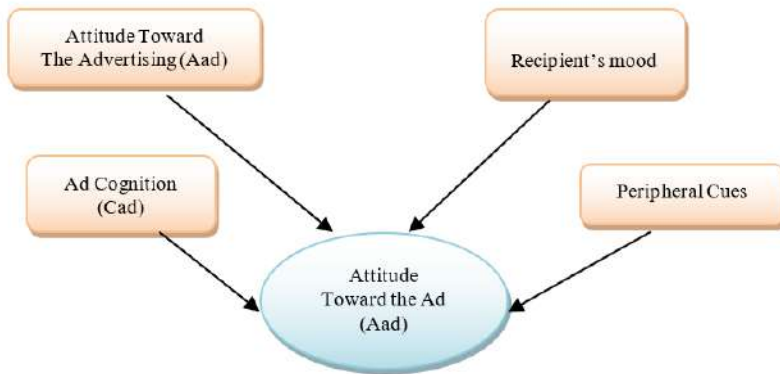 Attitude Toward
The Advertising (Aad)
Recipient's mood
Ad Cognition
(Cad)
Peripheral Cues
Attitude
Toward the Ad
(Aad)